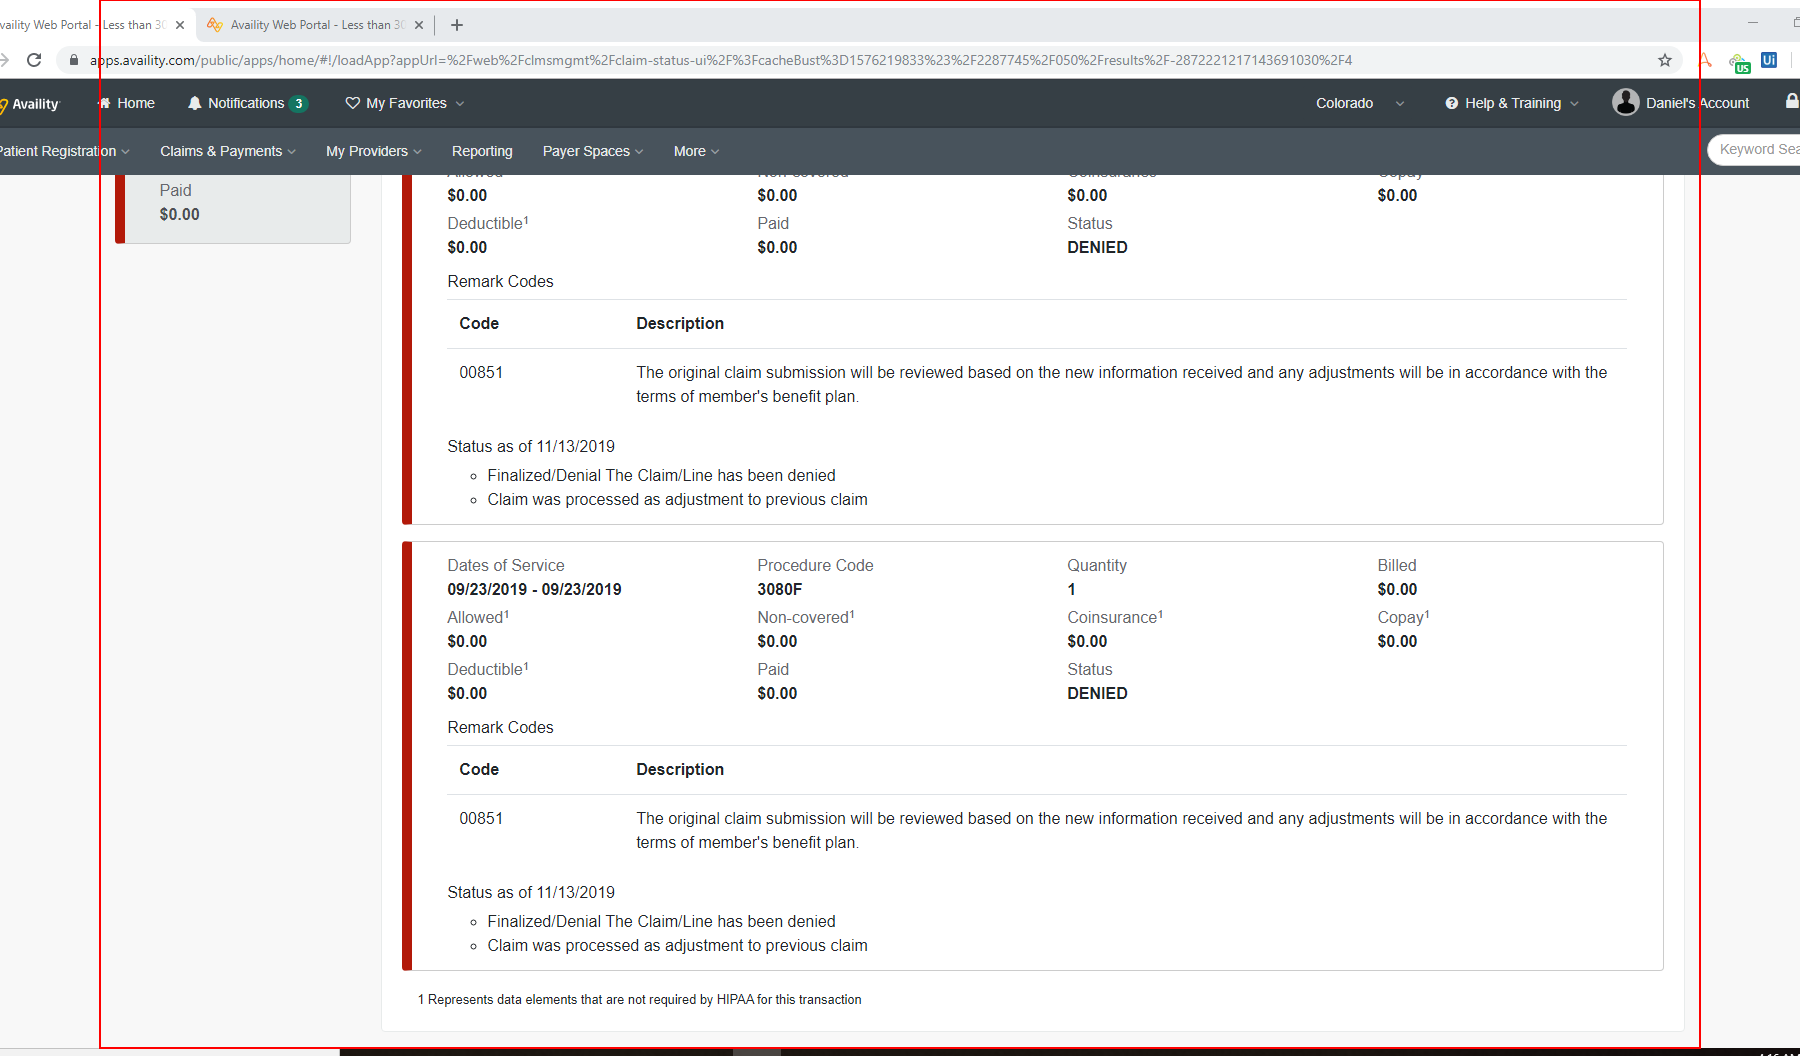 vaility Web Portal - Less than 30
Availity Web Portal - Less than 30
apps.availity.com/public/apps/home/#!/loadApp?appUrl=%2Fweb%2Fclmsmgmt%2Fclaim-status-ui%2F%3FcacheBust%3D1576219833%23%2F2287745%2F050%2Fresults%2F-2872221217143691030%2F4
US
Ui
Availity
Home
Notifications 3
My Favorites
Colorado
Help & Training
Daniel's Account
Patient Registration
Claims & Payments
My Providers
Reporting
Payer Spaces
More
Keyword Sea
Paid
$0.00
Allowed Non-covered Coinsurance Copay
$0.00 $0.00 $0.00 $0.00
Deductible1 Paid Status
$0.00 $0.00 DENIED
Remark Codes
Code Description
00851 The original claim submission will be reviewed based on the new information received and any adjustments will be in accordance with the
terms of member's benefit plan.
Status as of 11/13/2019
Finalized/Denial The Claim/Line has been denied
Claim was processed as adjustment to previous claim
Dates of Service Procedure Code Quantity Billed
09/23/2019 - 09/23/2019 3080F 1 $0.00
Allowed1 Non-covered1 Coinsurance1 Copay1
$0.00 $0.00 $0.00 $0.00
Deductible1 Paid Status
$0.00 $0.00 DENIED
Remark Codes
Code Description
00851 The original claim submission will be reviewed based on the new information received and any adjustments will be in accordance with the
terms of member's benefit plan.
Status as of 11/13/2019
Finalized/Denial The Claim/Line has been denied
Claim was processed as adjustment to previous claim
1 Represents data elements that are not required by HIPAA for this transaction